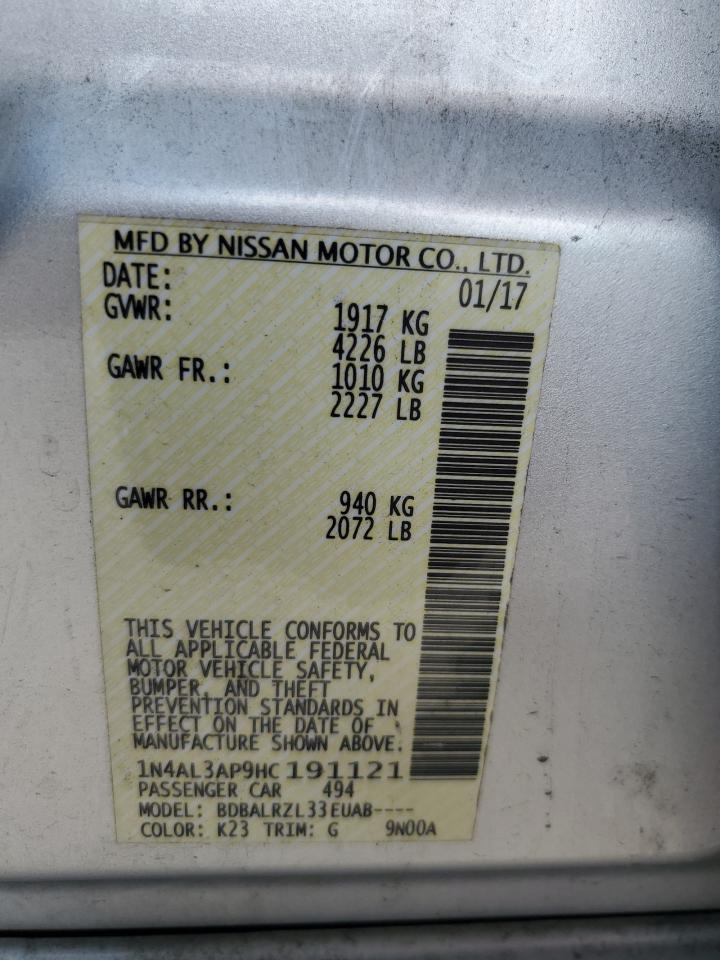 MFD BY NISSAN MOTOR CO., LTD.
DATE: 01/17
GVWR: 1917 KG
4226 LB
GAWR FR.: 1010 KG
2227 LB
GAWR RR.: 940 KG
2072 LB
THIS VEHICLE CONFORMS TO
ALL APPLICABLE FEDERAL
MOTOR VEHICLE SAFETY,
BUMPER, AND THEFT
PREVENTION STANDARDS IN
EFFECT ON THE DATE OF
MANUFACTURE SHOWN ABOVE.
1N4AL3AP9HC191121
PASSENGER CAR 494
MODEL: BDBALRZL33EUAB----
COLOR: K23 TRIM: G 9N00A